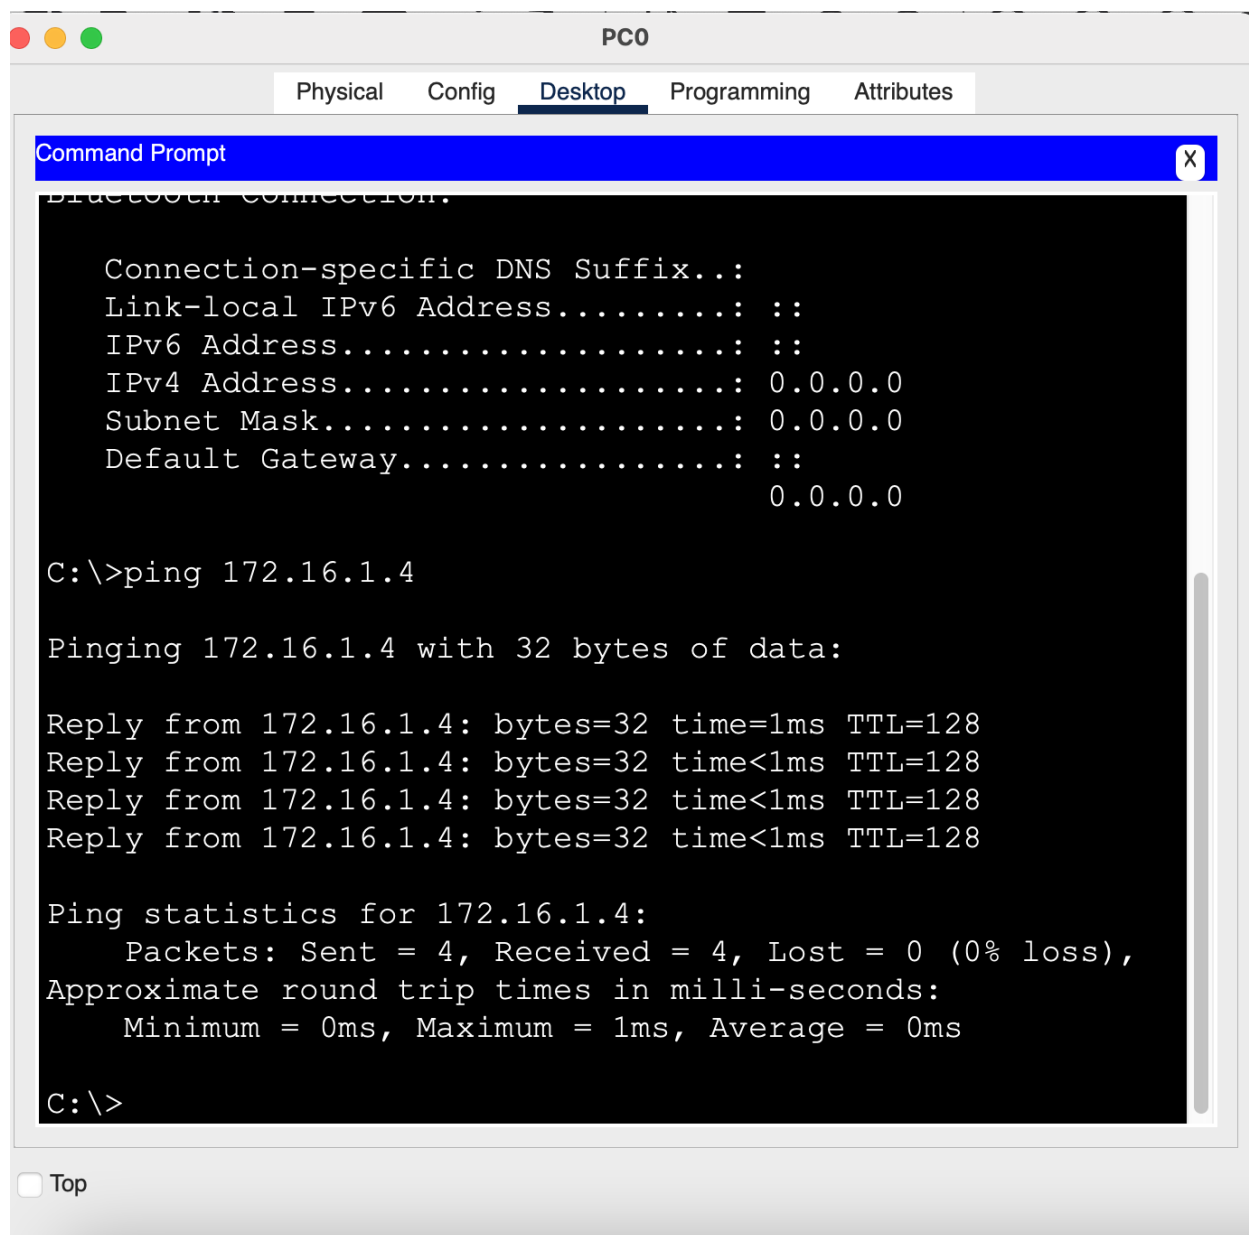 PC0
Physical Config Desktop Programming Attributes
Command Prompt
X
Bluetooth Connection:
Connection-specific DNS Suffix..:
Link-local IPv6 Address.........: ::
IPv6 Address....................: ::
IPv4 Address....................: 0.0.0.0
Subnet Mask.....................: 0.0.0.0
Default Gateway.................: ::
0.0.0.0
C:\>ping 172.16.1.4
Pinging 172.16.1.4 with 32 bytes of data:
Reply from 172.16.1.4: bytes=32 time=1ms TTL=128
Reply from 172.16.1.4: bytes=32 time<1ms TTL=128
Reply from 172.16.1.4: bytes=32 time<1ms TTL=128
Reply from 172.16.1.4: bytes=32 time<1ms TTL=128
Ping statistics for 172.16.1.4:
Packets: Sent = 4, Received = 4, Lost = 0 (0% loss),
Approximate round trip times in milli-seconds:
Minimum = 0ms, Maximum = 1ms, Average = 0ms
C:\>
Top